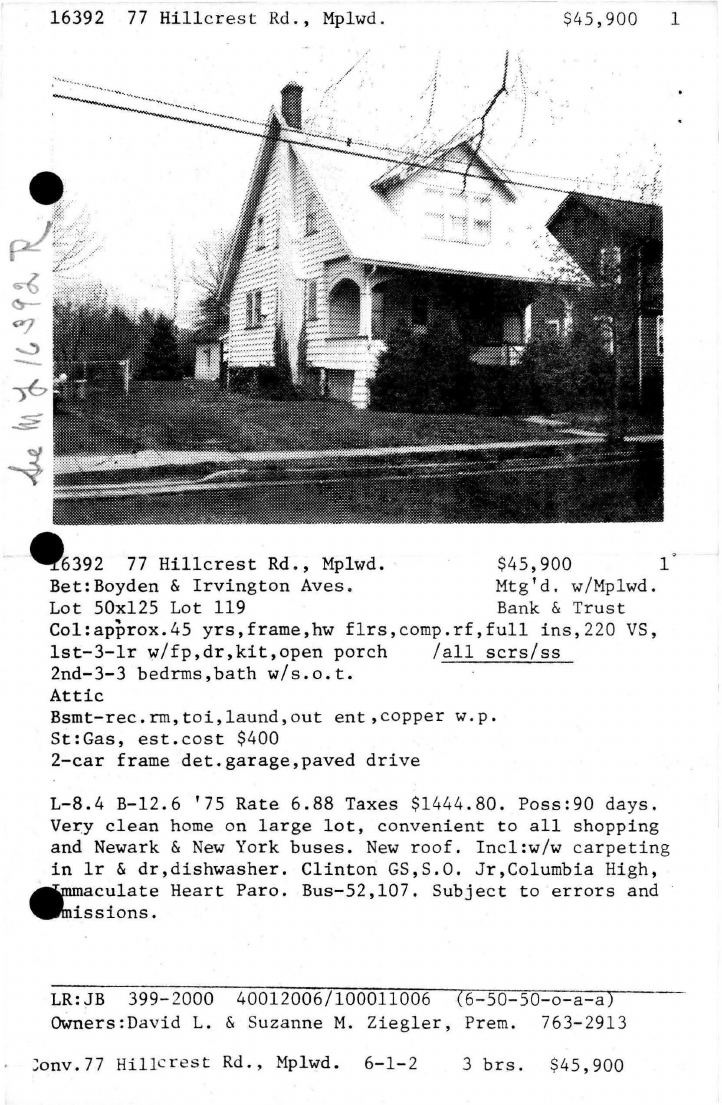 16392 77 Hillcrest Rd., Mplwd. $45,900 1
See M f 16392 R
16392 77 Hillcrest Rd., Mplwd. $45,900 1
Bet:Boyden & Irvington Aves. Mtg'd. w/Mplwd.
Lot 50x125 Lot 119 Bank & Trust
Col:approx.45 yrs,frame,hw flrs,comp.rf,full ins,220 VS,
1st-3-lr w/fp,dr,kit,open porch /all scrs/ss
2nd-3-3 bedrms,bath w/s.o.t.
Attic
Bsmt-rec.rm,toi,laund,out ent,copper w.p.
St:Gas, est.cost $400
2-car frame det.garage,paved drive
L-8.4 B-12.6 '75 Rate 6.88 Taxes $1444.80. Poss:90 days.
Very clean home on large lot, convenient to all shopping
and Newark & New York buses. New roof. Incl:w/w carpeting
in lr & dr,dishwasher. Clinton GS,S.O. Jr,Columbia High,
Immaculate Heart Paro. Bus-52,107. Subject to errors and
omissions.
LR:JB 399-2000 40012006/100011006 (6-50-50-o-a-a)
Owners:David L. & Suzanne M. Ziegler, Prem. 763-2913
Conv.77 Hillcrest Rd., Mplwd. 6-1-2 3 brs. $45,900